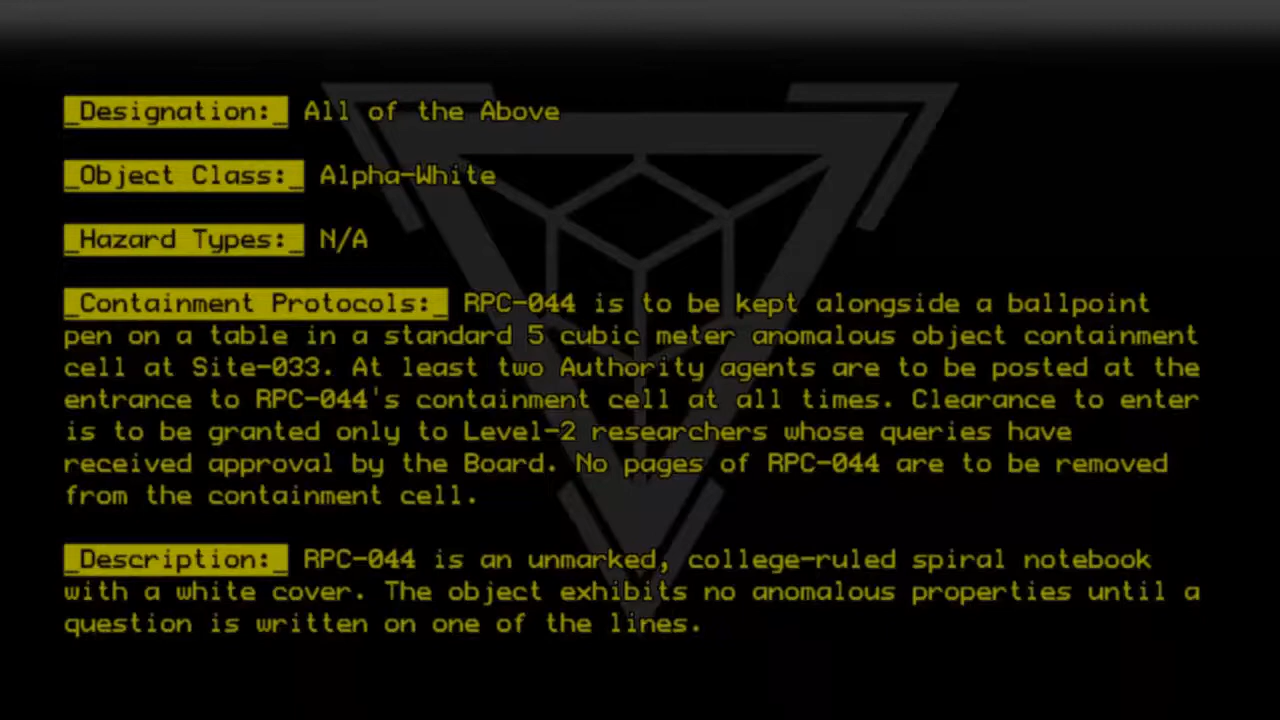 _Designation:_ All of the Above
_Object Class:_ Alpha-White
_Hazard Types:_ N/A
_Containment Protocols:_ RPC-044 is to be kept alongside a ballpoint
pen on a table in a standard 5 cubic meter anomalous object containment
cell at Site-033. At least two Authority agents are to be posted at the
entrance to RPC-044's containment cell at all times. Clearance to enter
is to be granted only to Level-2 researchers whose queries have
received approval by the Board. No pages of RPC-044 are to be removed
from the containment cell.
_Description:_ RPC-044 is an unmarked, college-ruled spiral notebook
with a white cover. The object exhibits no anomalous properties until a
question is written on one of the lines.